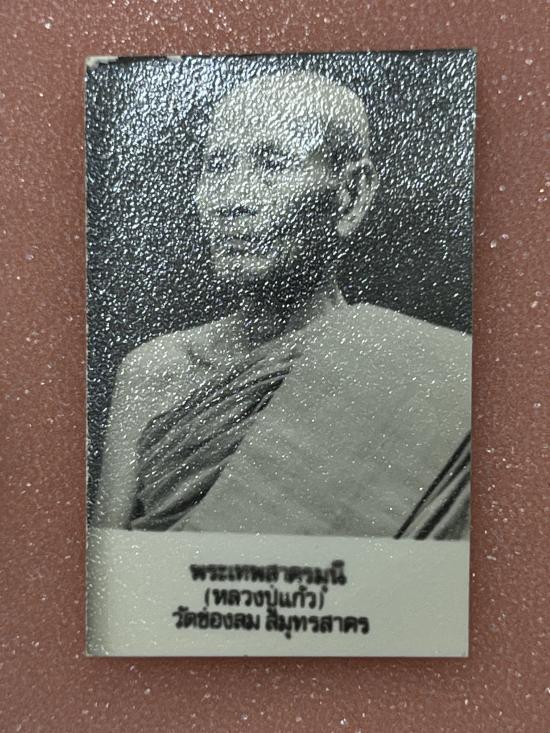 พระเทพสาครมุนี
(หลวงปู่แก้ว)
วัดช่องลม สมุทรสาคร